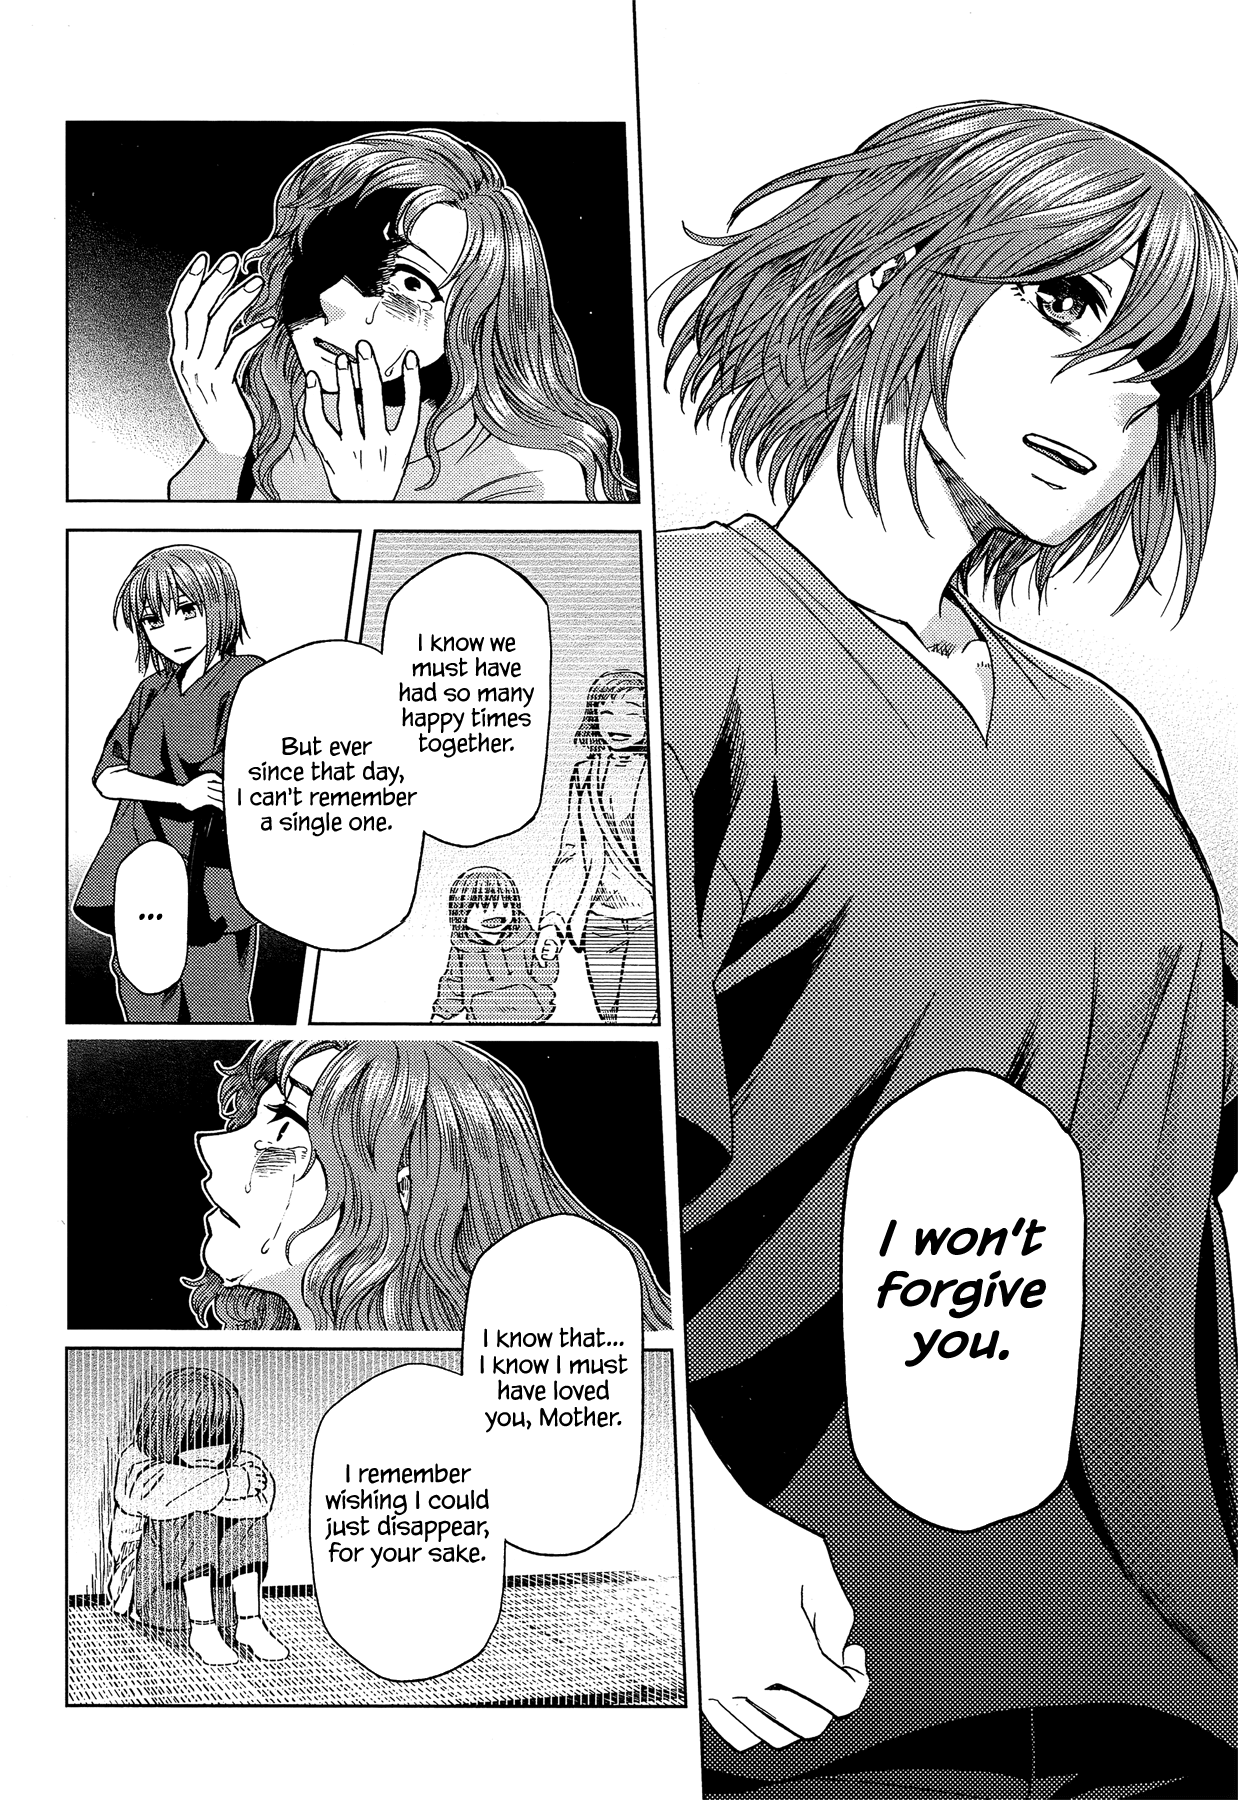 I won't
forgive
you.
I know we
must have
had so many
happy times
together.
But ever
since that day,
I can't remember
a single one.
...
I know that...
I know I must
have loved
you, Mother.
I remember
wishing I could
just disappear,
for your sake.